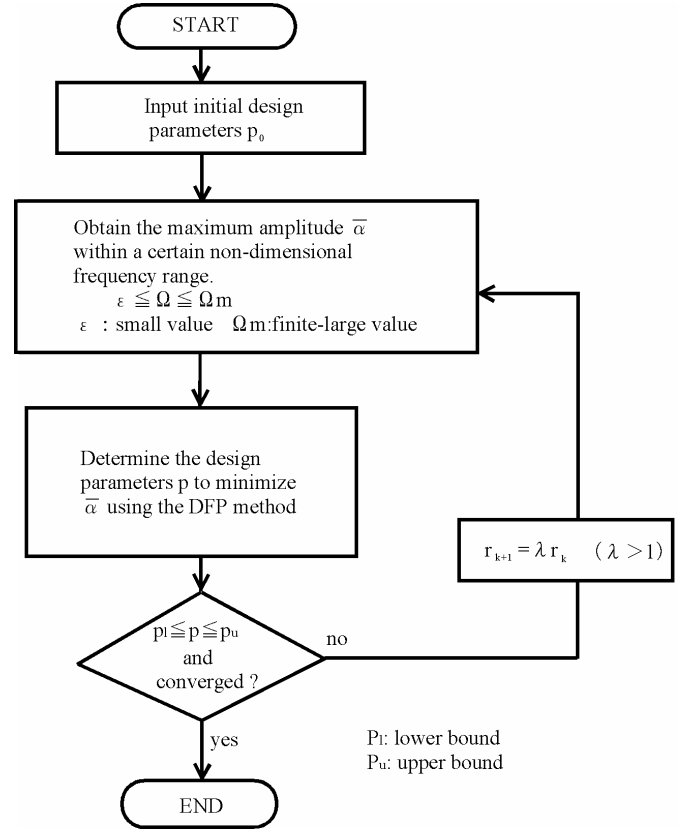 START
Input initial design
parameters p₀
Obtain the maximum amplitude α̅
within a certain non-dimensional
frequency range.
ε ≦ Ω ≦ Ωm
ε : small value Ωm:finite-large value
Determine the design
parameters p to minimize
α̅ using the DFP method
r k+1 = λ r k (λ >1)
pl≦p≦pu
and
converged ?
no
yes
Pl: lower bound
Pu: upper bound
END